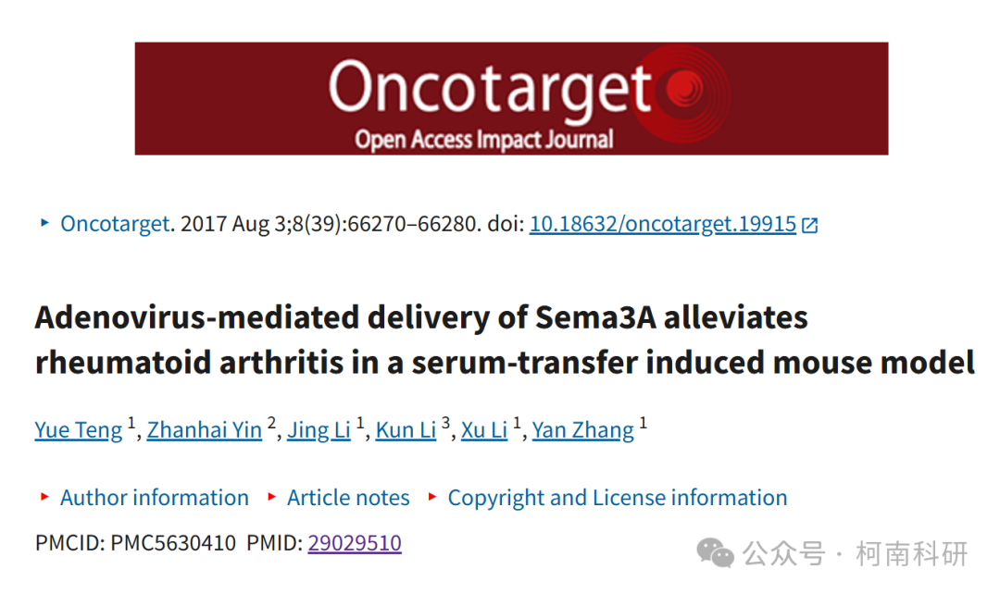 Oncotarget
Open Access Impact Journal
Oncotarget. 2017 Aug 3;8(39):66270–66280. doi: 10.18632/oncotarget.19915
Adenovirus-mediated delivery of Sema3A alleviates
rheumatoid arthritis in a serum-transfer induced mouse model
Yue Teng 1, Zhanhai Yin 2, Jing Li 1, Kun Li 3, Xu Li 1, Yan Zhang 1
Author information Article notes Copyright and License information
PMCID: PMC5630410 PMID: 29029510
公众号 · 柯南科研